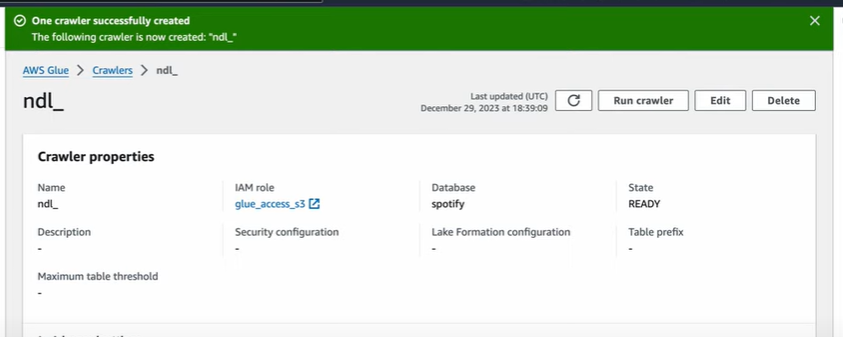 One crawler successfully created
The following crawler is now created: "ndl_"
AWS Glue > Crawlers > ndl_
ndl_
Last updated (UTC)
December 29, 2023 at 18:39:09
Run crawler
Edit
Delete
Crawler properties
Name
IAM role
Database
State
ndl_
glue_access_s3
spotify
READY
Description
Security configuration
Lake Formation configuration
Table prefix
-
-
-
-
Maximum table threshold
-